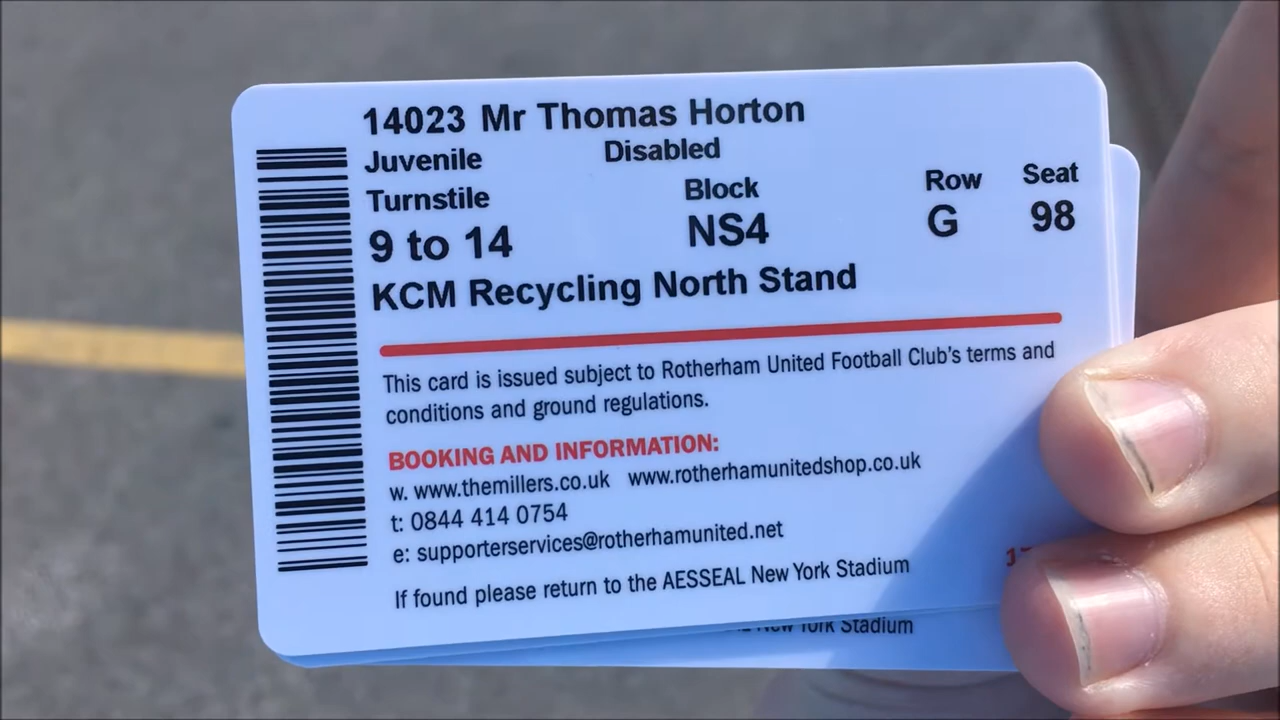 14023 Mr Thomas Horton
Juvenile Disabled
Turnstile Block Row Seat
9 to 14 NS4 G 98
KCM Recycling North Stand
This card is issued subject to Rotherham United Football Club's terms and
conditions and ground regulations.
BOOKING AND INFORMATION:
w. www.themillers.co.uk www.rotherhamunitedshop.co.uk
t: 0844 414 0754
e: supporterservices@rotherhamunited.net
If found please return to the AESSEAL New York Stadium
New York Stadium